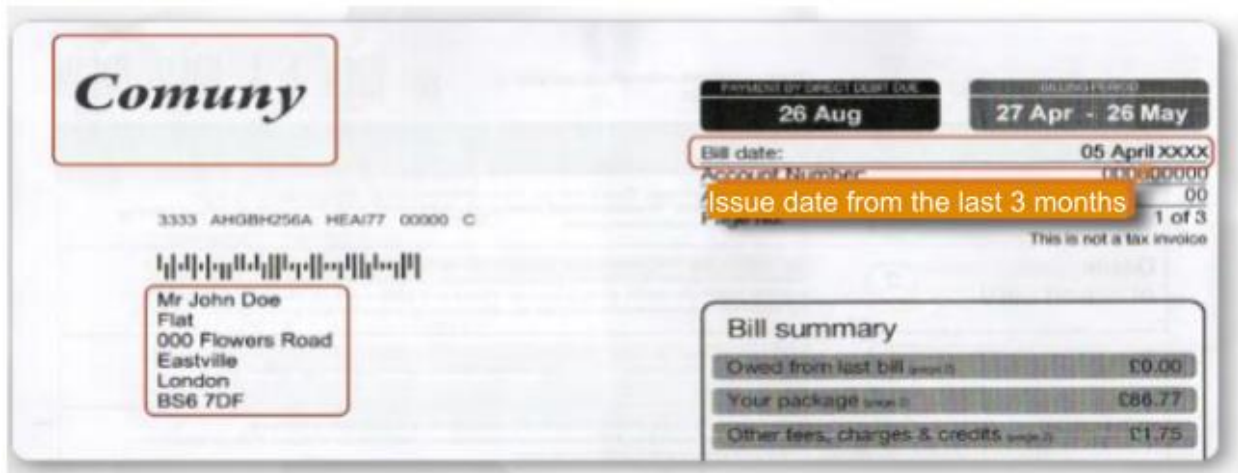 Comuny
PAYMENT BY DIRECT DEBIT DUE
26 Aug
BILLING PERIOD
27 Apr - 26 May
Bill date: 05 April XXXX
Account Number: 000600000
Issue date from the last 3 months
00
1 of 3
This is not a tax invoice
3333 AHGBH256A HEAI77 00000 C
Mr John Doe
Flat
000 Flowers Road
Eastville
London
BS6 7DF
Bill summary
Owed from last bill £0.00
Your package £86.77
Other fees, charges & credits £1.75